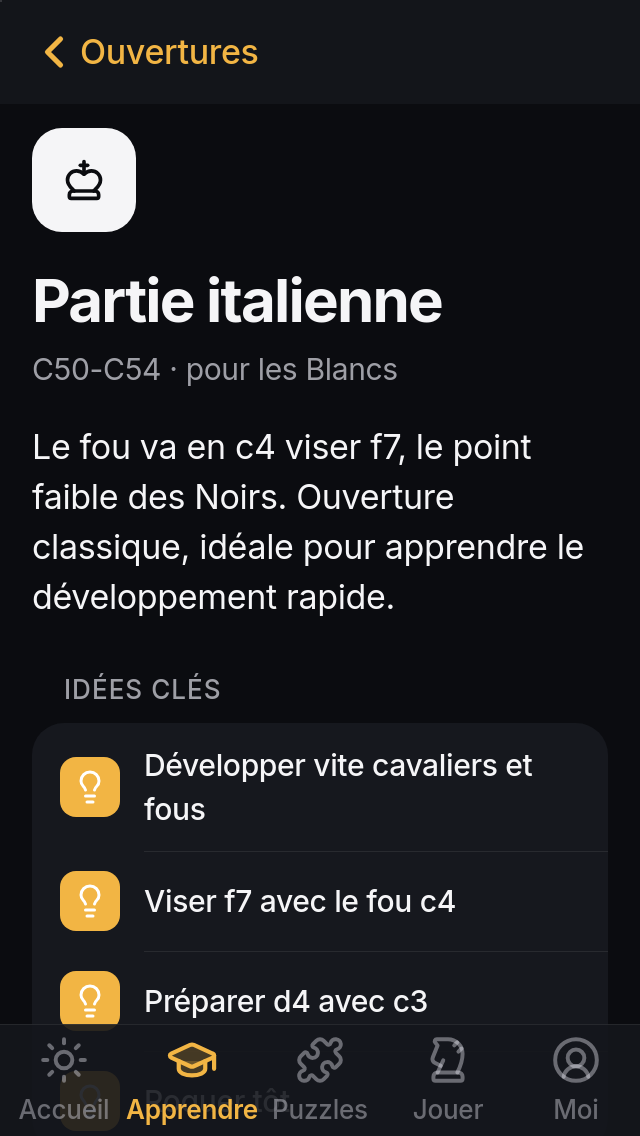 Ouvertures
Partie italienne
C50-C54 · pour les Blancs
Le fou va en c4 viser f7, le point
faible des Noirs. Ouverture
classique, idéale pour apprendre le
développement rapide.
IDÉES CLÉS
Développer vite cavaliers et
fous
Viser f7 avec le fou c4
Préparer d4 avec c3
Roquer tôt
Accueil Apprendre Puzzles Jouer Moi